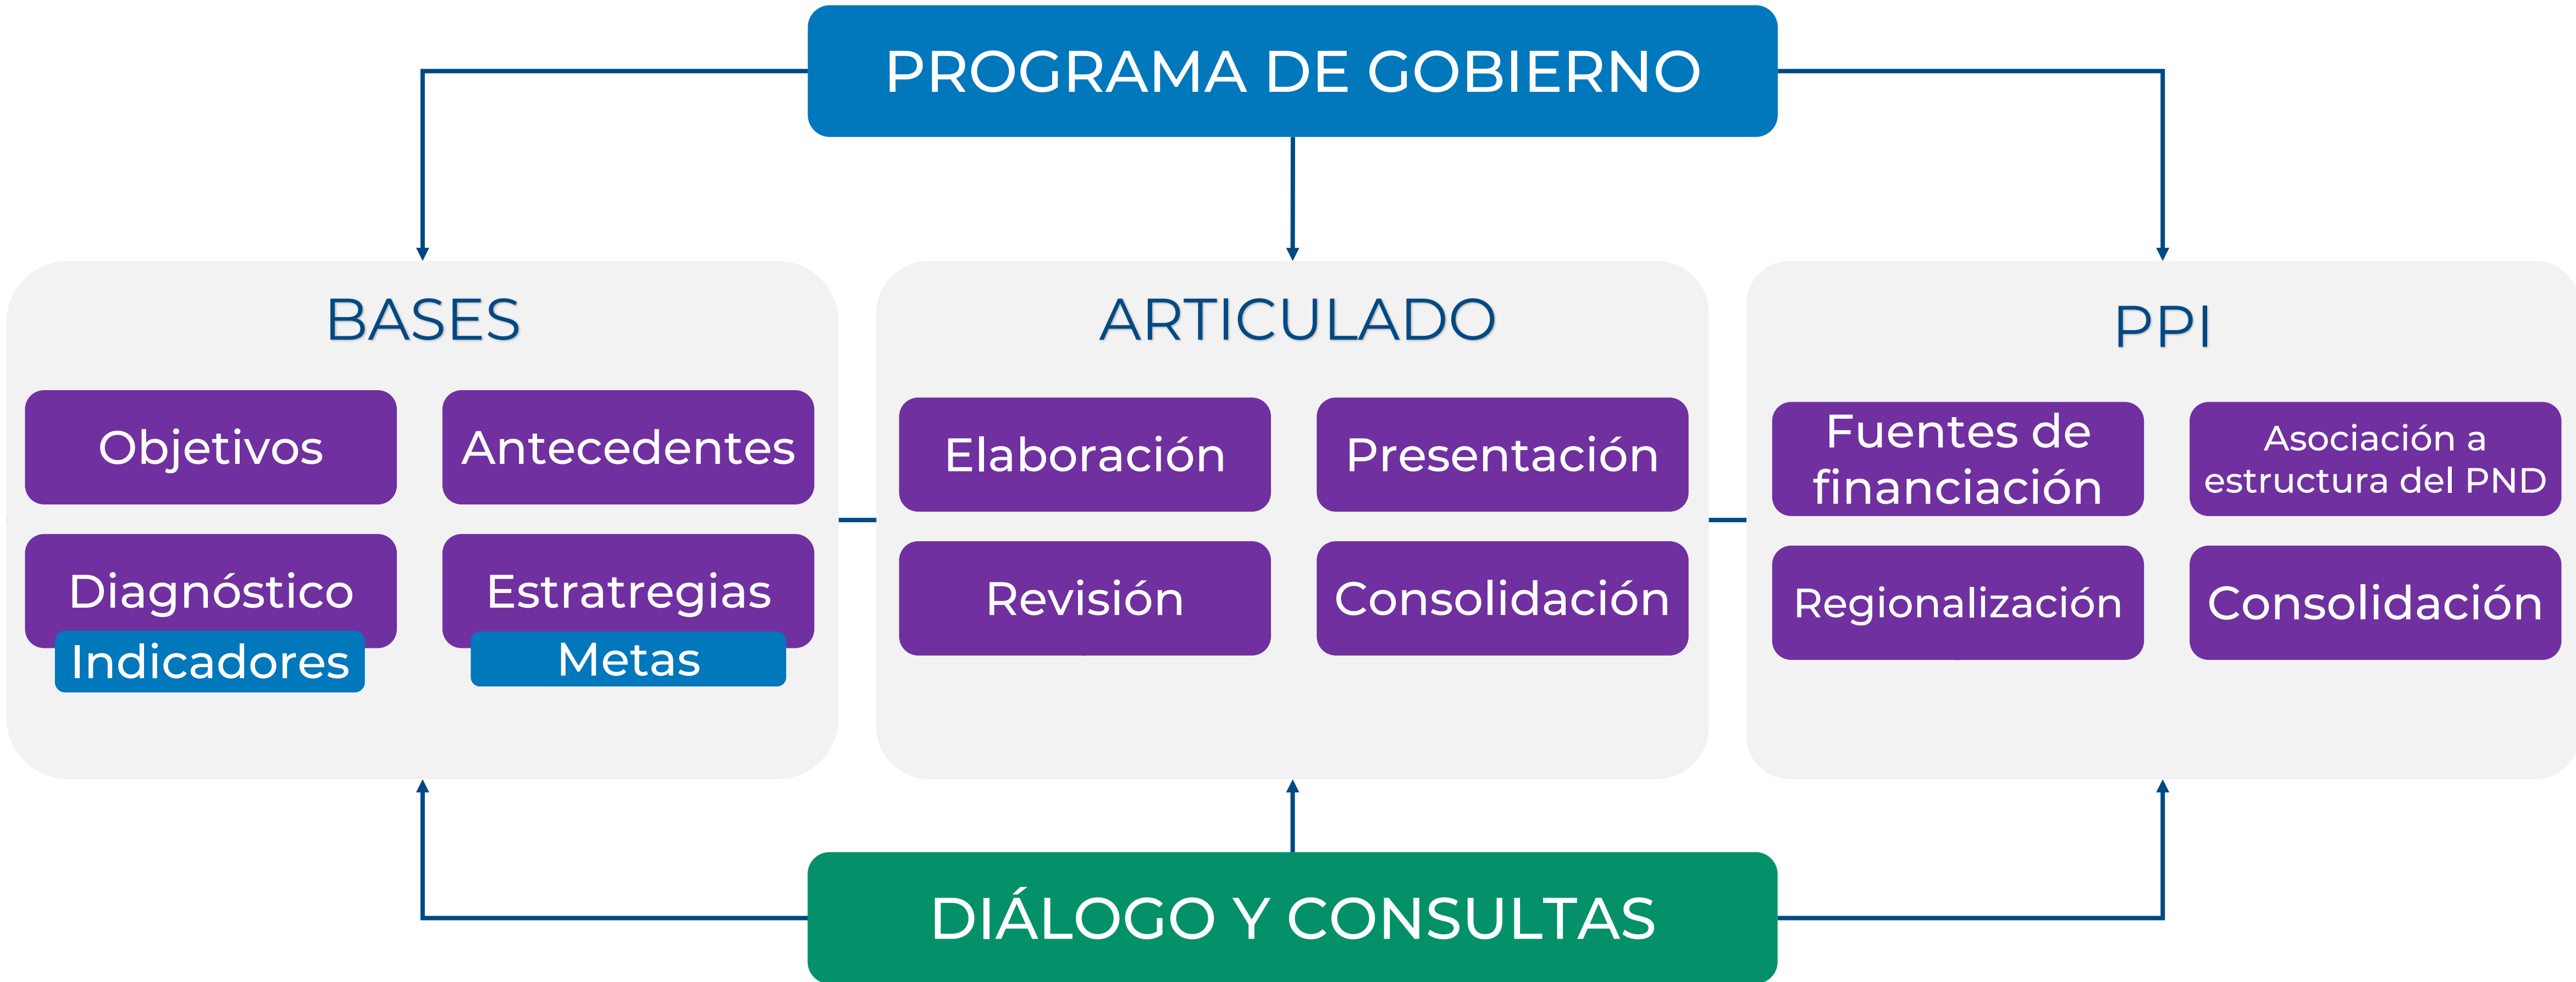 PROGRAMA DE GOBIERNO
BASES
Objetivos
Antecedentes
Diagnóstico
Estratregias
Indicadores
Metas
ARTICULADO
Elaboración
Presentación
Revisión
Consolidación
PPI
Fuentes de
financiación
Asociación a
estructura del PND
Regionalización
Consolidación
DIÁLOGO Y CONSULTAS